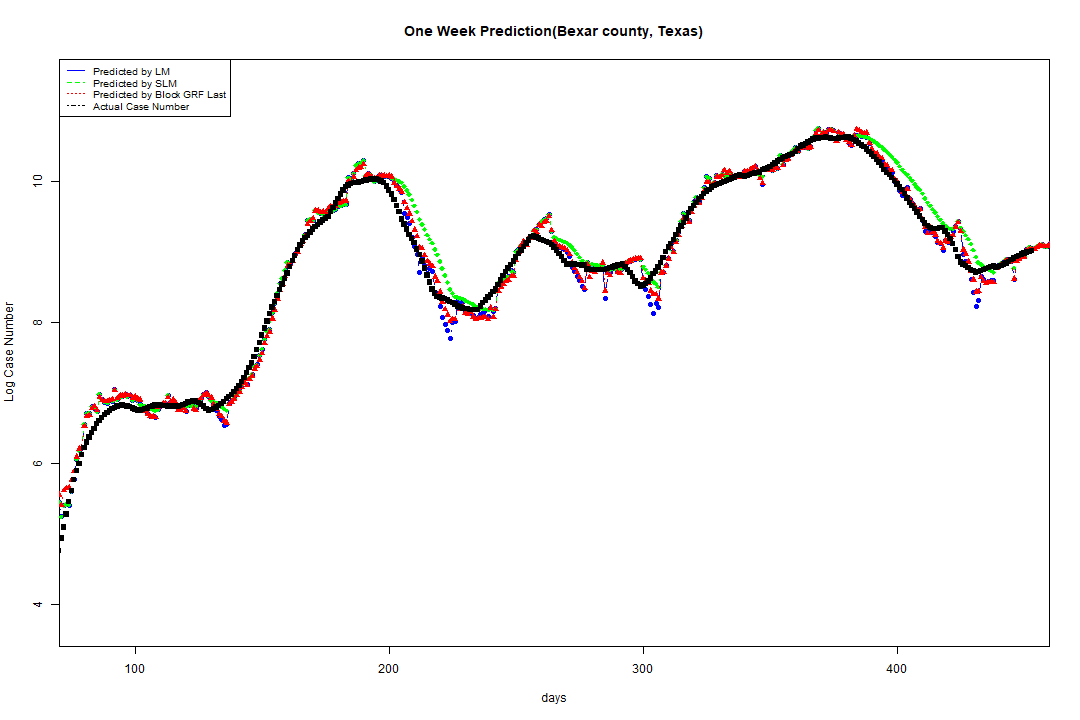 One Week Prediction(Bexar county, Texas)
Predicted by LM
Predicted by SLM
Predicted by Block GRF Last
Actual Case Number
10
8
6
4
Log Case Number
100 200 300 400
days